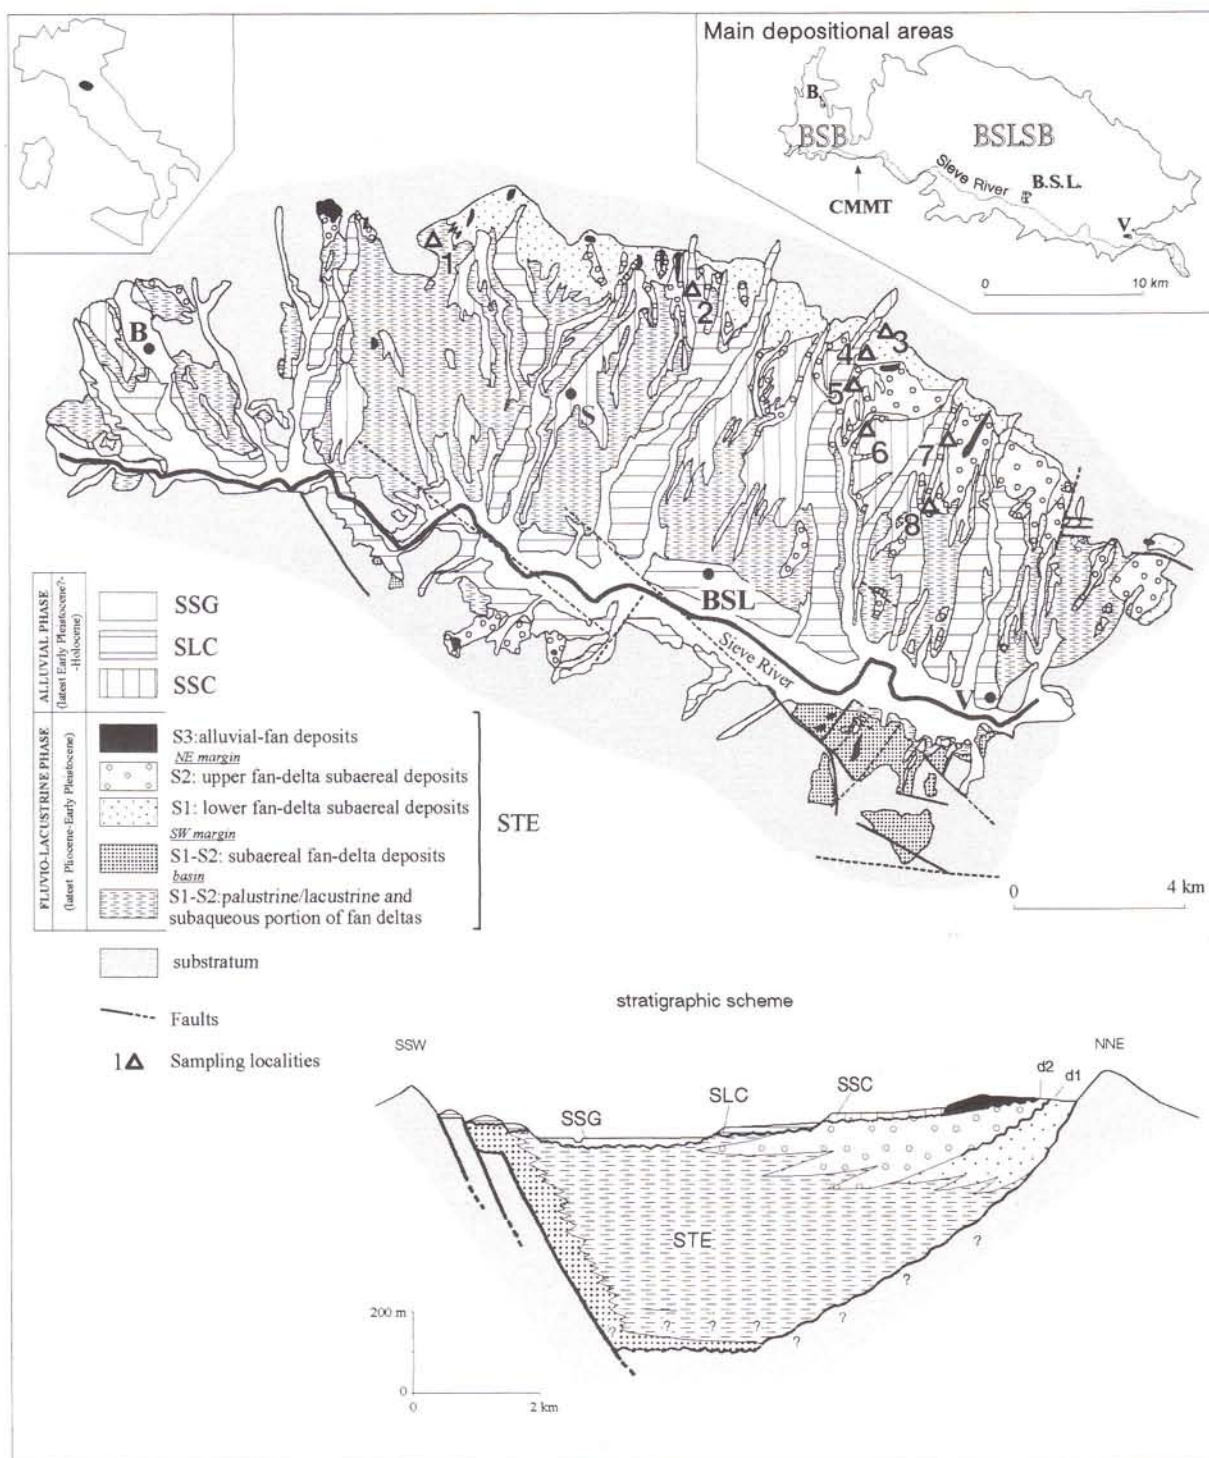 Main depositional areas
B.
BSB
BSLSB
Sieve River
B.S.L.
CMMT
V.
0 10 km
1
2
3
4
5
6
7
8
B
S
BSL
Sieve River
V
0 4 km
ALLUVIAL PHASE
(latest Early Pleistocene?-
-Holocene)
SSG
SLC
SSC
FLUVIO-LACUSTRINE PHASE
(latest Pliocene-Early Pleistocene)
S3:alluvial-fan deposits
NE margin
S2: upper fan-delta subaereal deposits
S1: lower fan-delta subaereal deposits
SW margin
S1-S2: subaereal fan-delta deposits
basin
S1-S2:palustrine/lacustrine and
subaqueous portion of fan deltas
STE
substratum
Faults
1 Sampling localities
stratigraphic scheme
SSW
NNE
d2
d1
SSG
SLC
SSC
STE
? ? ? ? ? ? ? ? ?
200 m
0
0 2 km